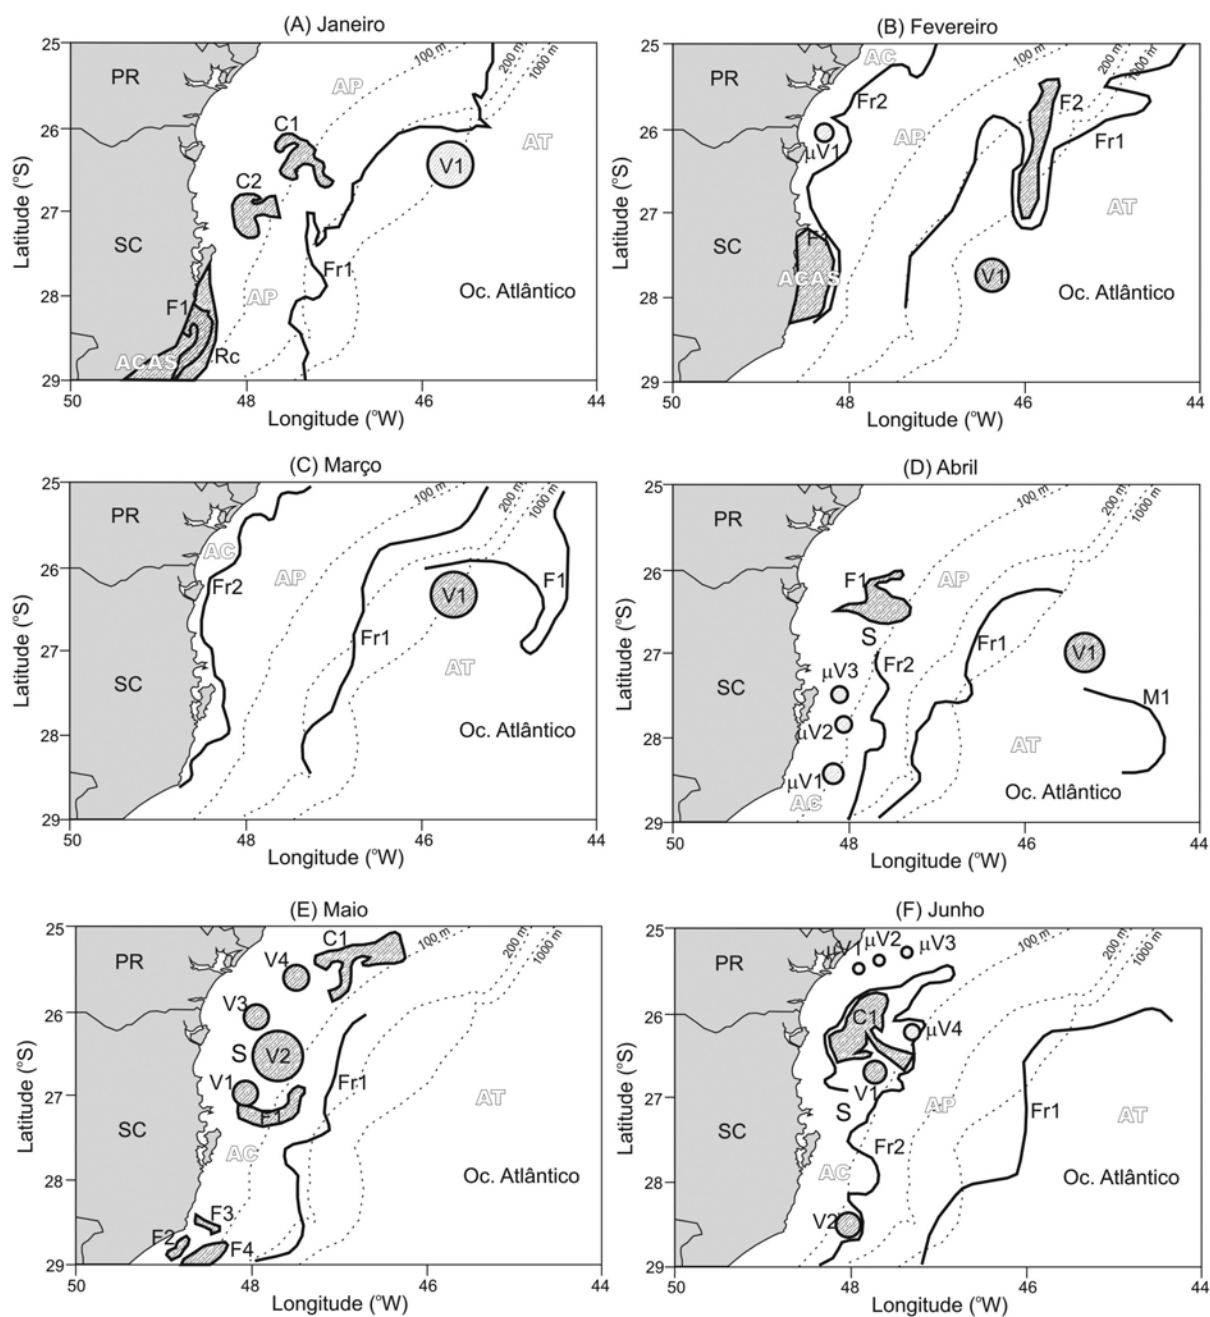 (A) Janeiro
25
26
27
28
29
50
48
46
44
Latitude (°S)
Longitude (°W)
PR
SC
100 m
200 m
1000 m
AP
AT
C1
C2
V1
Fr1
AP
F1
Rc
ACAS
Oc. Atlântico
(B) Fevereiro
25
26
27
28
29
50
48
46
44
Latitude (°S)
Longitude (°W)
PR
SC
100 m
200 m
1000 m
AC
Fr2
F2
µV1
AP
Fr1
AT
F1
ACAS
V1
Oc. Atlântico
(C) Março
25
26
27
28
29
50
48
46
44
Latitude (°S)
Longitude (°W)
PR
SC
100 m
200 m
1000 m
AC
AP
Fr2
F1
V1
Fr1
AT
Oc. Atlântico
(D) Abril
25
26
27
28
29
50
48
46
44
Latitude (°S)
Longitude (°W)
PR
SC
100 m
200 m
1000 m
F1
AP
S
Fr1
V1
Fr2
µV3
M1
µV2
AT
µV1
AC
Oc. Atlântico
(E) Maio
25
26
27
28
29
48
46
44
Latitude (°S)
Longitude (°W)
PR
SC
100 m
200 m
1000 m
C1
V4
V3
S
V2
V1
Fr1
F1
AT
AC
Oc. Atlântico
F3
F2
F4
(F) Junho
25
26
27
28
29
50
48
46
44
Latitude (°S)
Longitude (°W)
PR
SC
µV1
µV2
µV3
100 m
200 m
1000 m
C1
µV4
V1
S
AP
Fr1
AT
Fr2
AC
Oc. Atlântico
V2